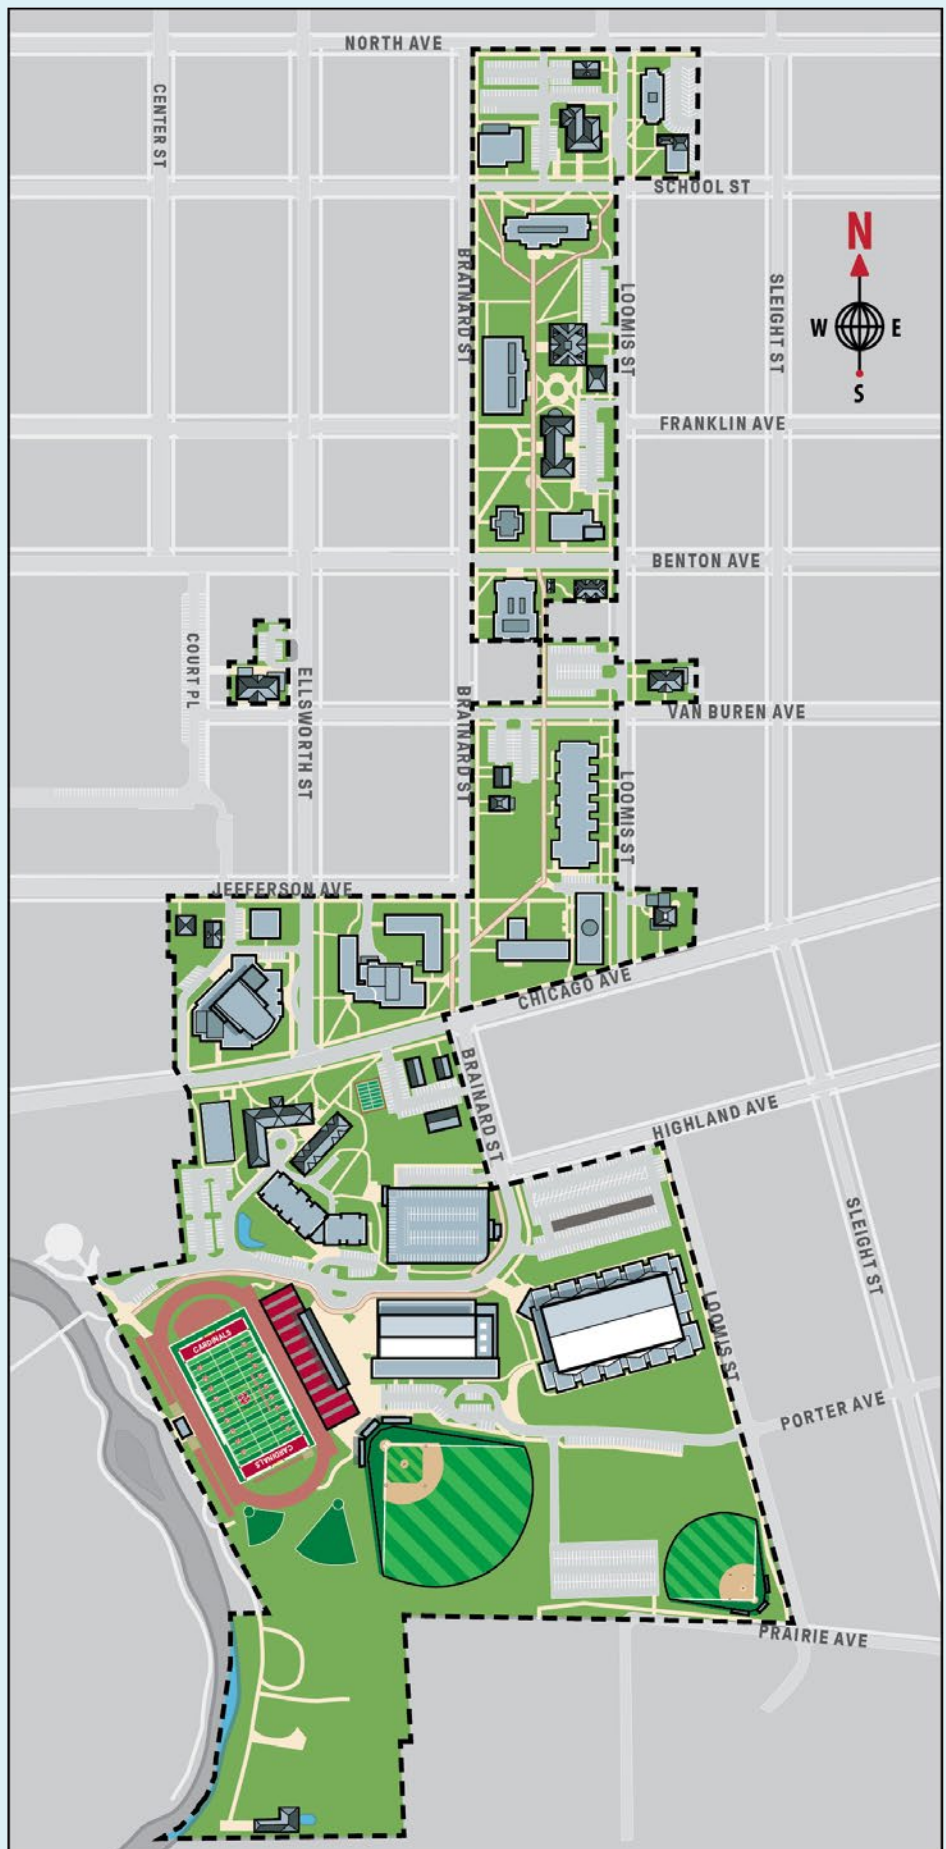 NORTH AVE
CENTER ST
SCHOOL ST
N
W
E
S
BRAINARD ST
LOOMIS ST
SLEIGHT ST
FRANKLIN AVE
BENTON AVE
COURT PL
ELLSWORTH ST
BRAINARD ST
VAN BUREN AVE
LOOMIS ST
JEFFERSON AVE
CHICAGO AVE
BRAINARD ST
HIGHLAND AVE
SLEIGHT ST
LOOMIS ST
CARDINALS
CARDINALS
PORTER AVE
PRAIRIE AVE